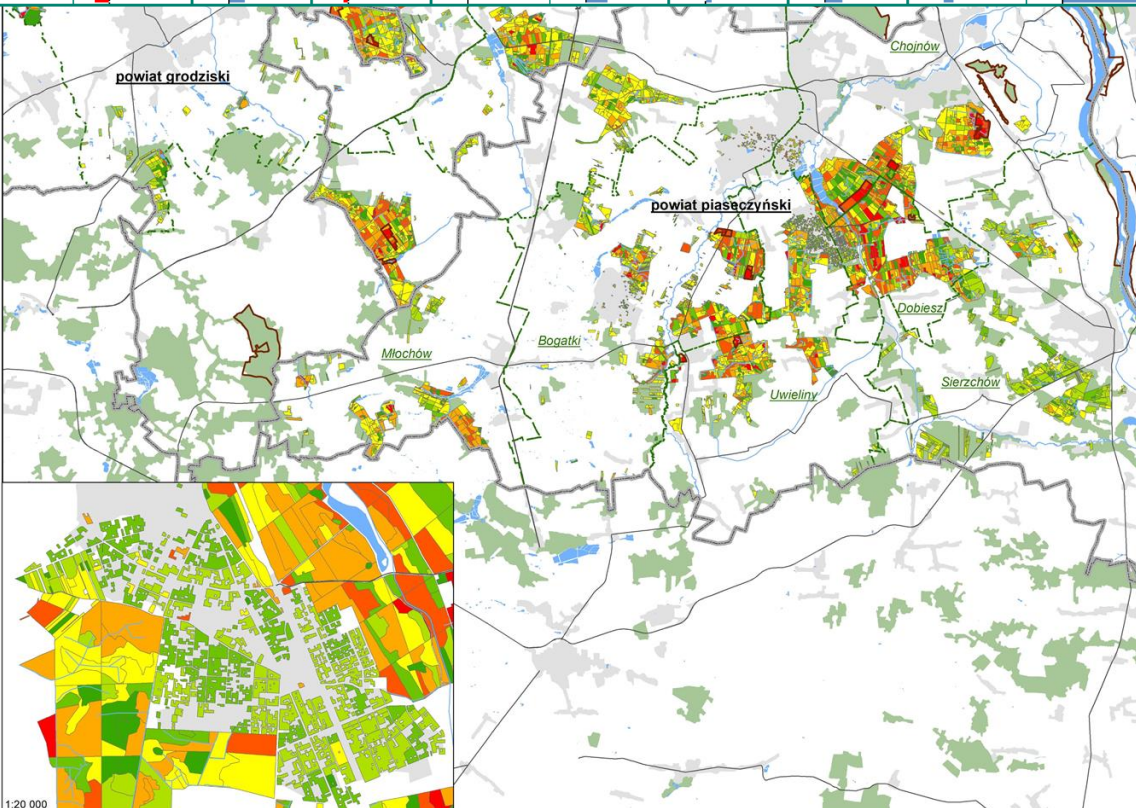 Chojnów
powiat grodziski
powiat piaseczyński
Dobiesz
Bogatki
Młochów
Sierzchów
Uwieliny
1:20 000